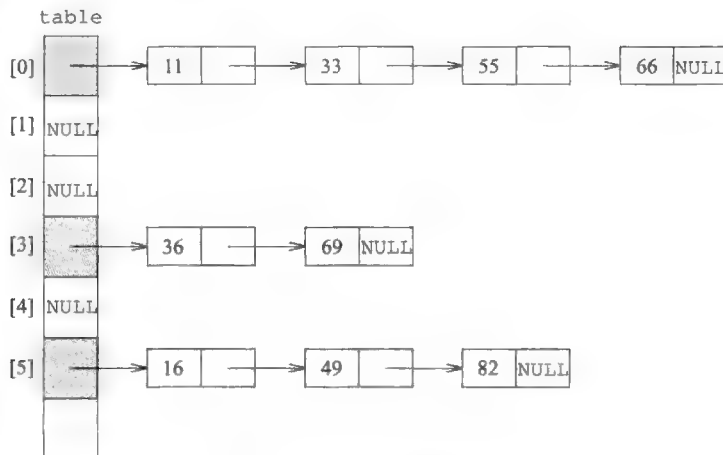 table
[0] 11 33 55 66 NULL
[1] NULL
[2] NULL
[3] 36 69 NULL
[4] NULL
[5] 16 49 82 NULL